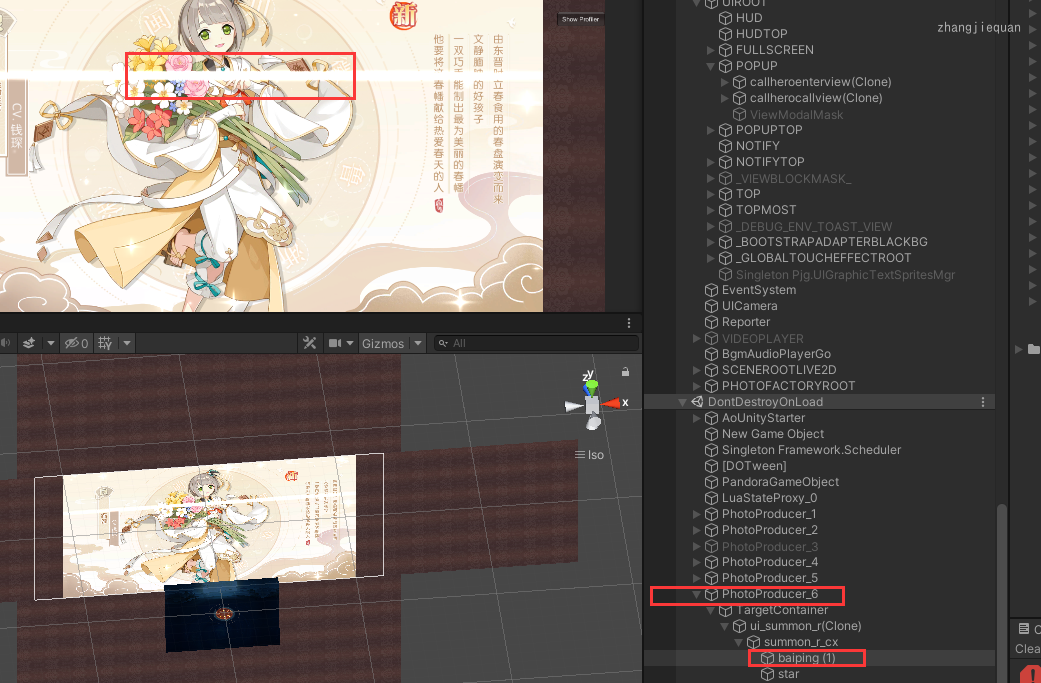 新
Show Profiler
由东晋时 立春食用的春盘演变而来
文静腼腆 的好孩子
一双巧手 能制出最为美丽的春幡
他要将这 春幡献给热爱春天的人
CV 钱琛
0
Gizmos
All
y
z
x
Iso
zhangjiequan
UIROOT
HUD
HUDTOP
FULLSCREEN
POPUP
callheroenterview(Clone)
callherocallview(Clone)
ViewModalMask
POPUPTOP
NOTIFY
NOTIFYTOP
_VIEWBLOCKMASK_
TOP
TOPMOST
_DEBUG_ENV_TOAST_VIEW
_BOOTSTRAPADAPTERBLACKBG
_GLOBALTOUCHEFFECTROOT
Singleton Pjg.UIGraphicTextSpritesMgr
EventSystem
UICamera
Reporter
VIDEOPLAYER
BgmAudioPlayerGo
SCENEROOTLIVE2D
PHOTOFACTORYROOT
DontDestroyOnLoad
AoUnityStarter
New Game Object
Singleton Framework.Scheduler
[DOTween]
PandoraGameObject
LuaStateProxy_0
PhotoProducer_1
PhotoProducer_2
PhotoProducer_3
PhotoProducer_4
PhotoProducer_5
PhotoProducer_6
TargetContainer
ui_summon_r(Clone)
summon_r_cx
baiping (1)
star
Clea